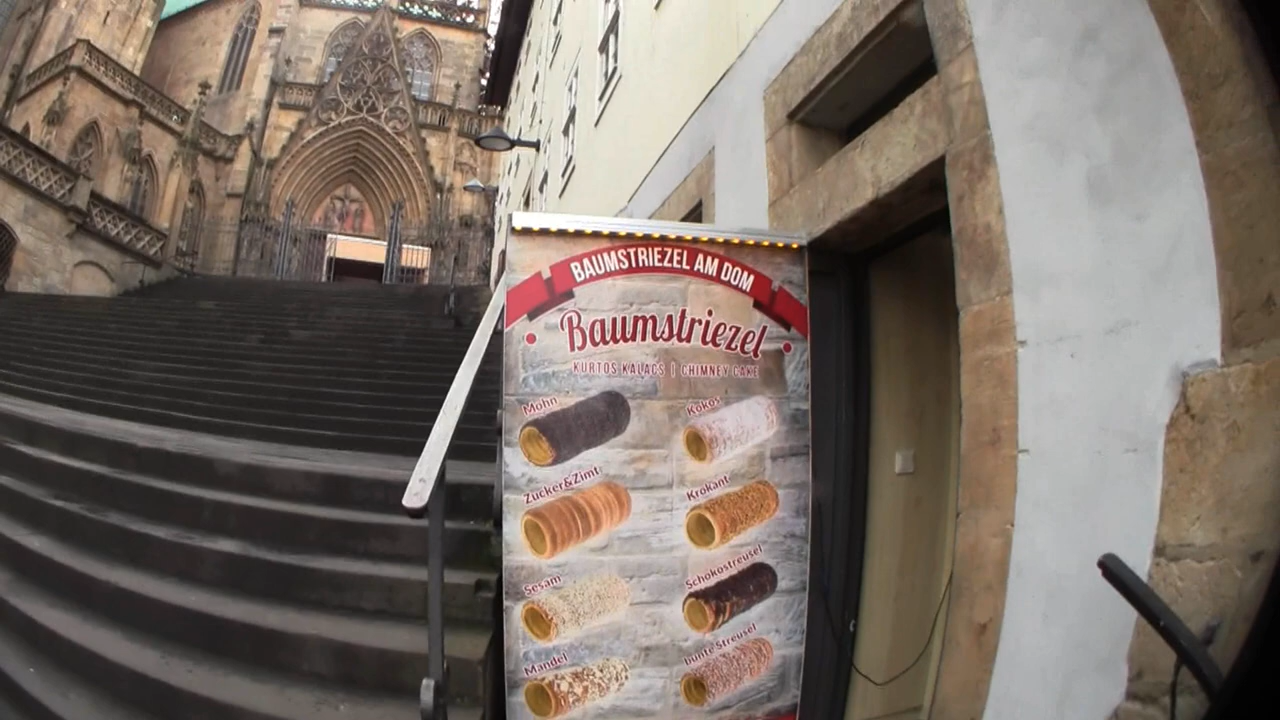 BAUMSTRIEZEL AM DOM
Baumstriezel
KURTOS KALACS | CHIMNEY CAKE
Mohn
Kokos
Zucker&Zimt
Krokant
Sesam
Schokostreusel
Mandel
bunte Streusel